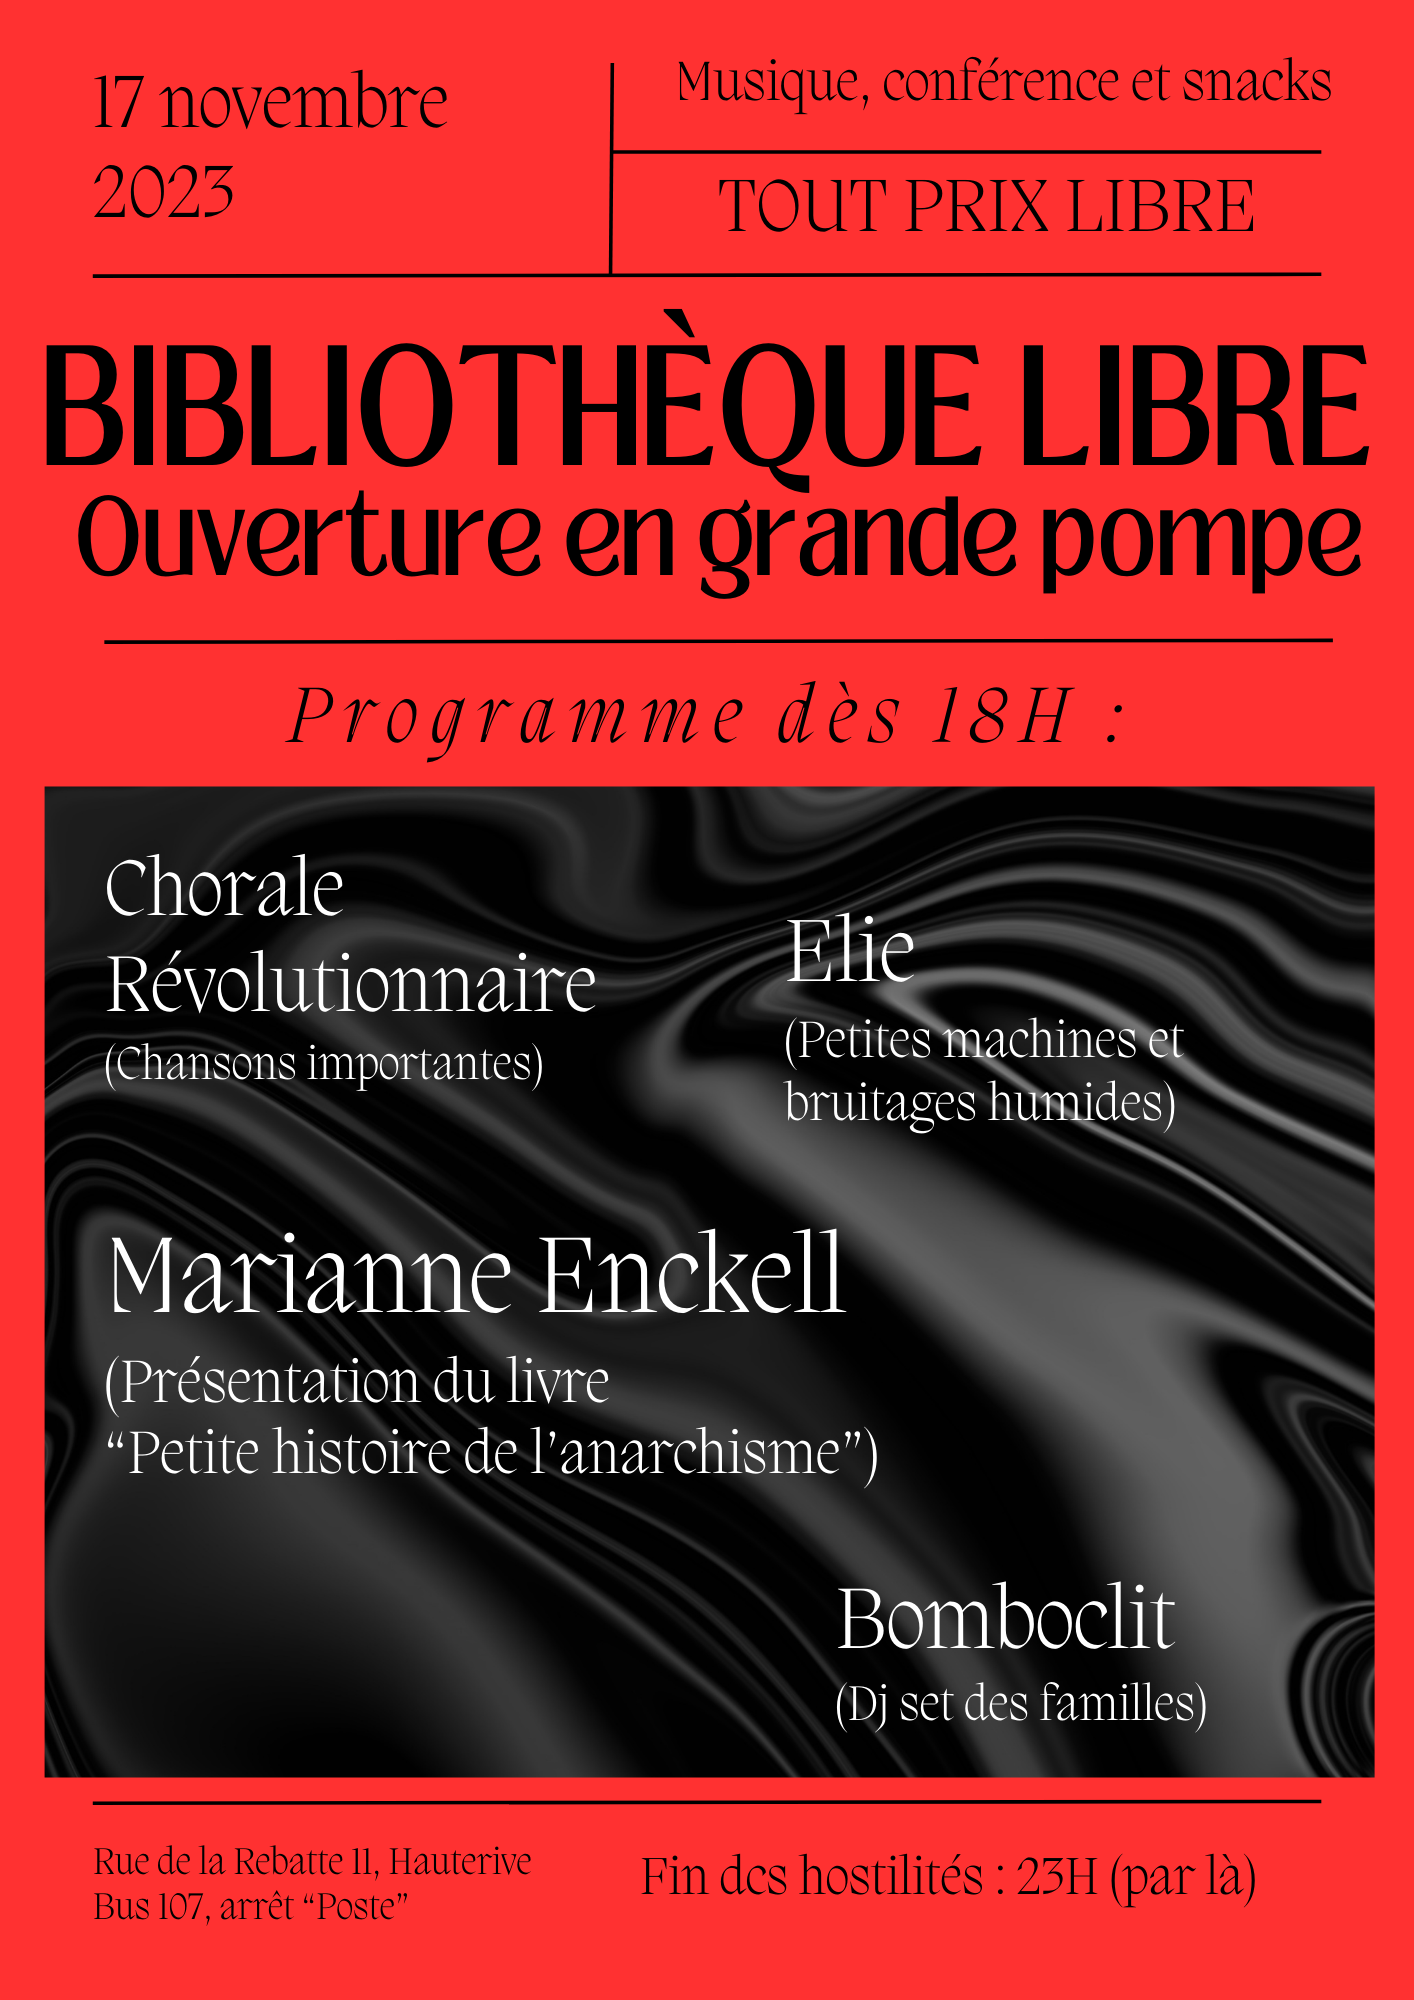 17 novembre
2023
Musique, conférence et snacks
TOUT PRIX LIBRE
BIBLIOTHÈQUE LIBRE
Ouverture en grande pompe
Programme dès 18H :
Chorale
Révolutionnaire
(Chansons importantes)
Elie
(Petites machines et
bruitages humides)
Marianne Enckell
(Présentation du livre
“Petite histoire de l’anarchisme”)
Bomboclit
(Dj set des familles)
Rue de la Rebatte 11, Hauterive
Bus 107, arrêt “Poste”
Fin dcs hostilités : 23H (par là)